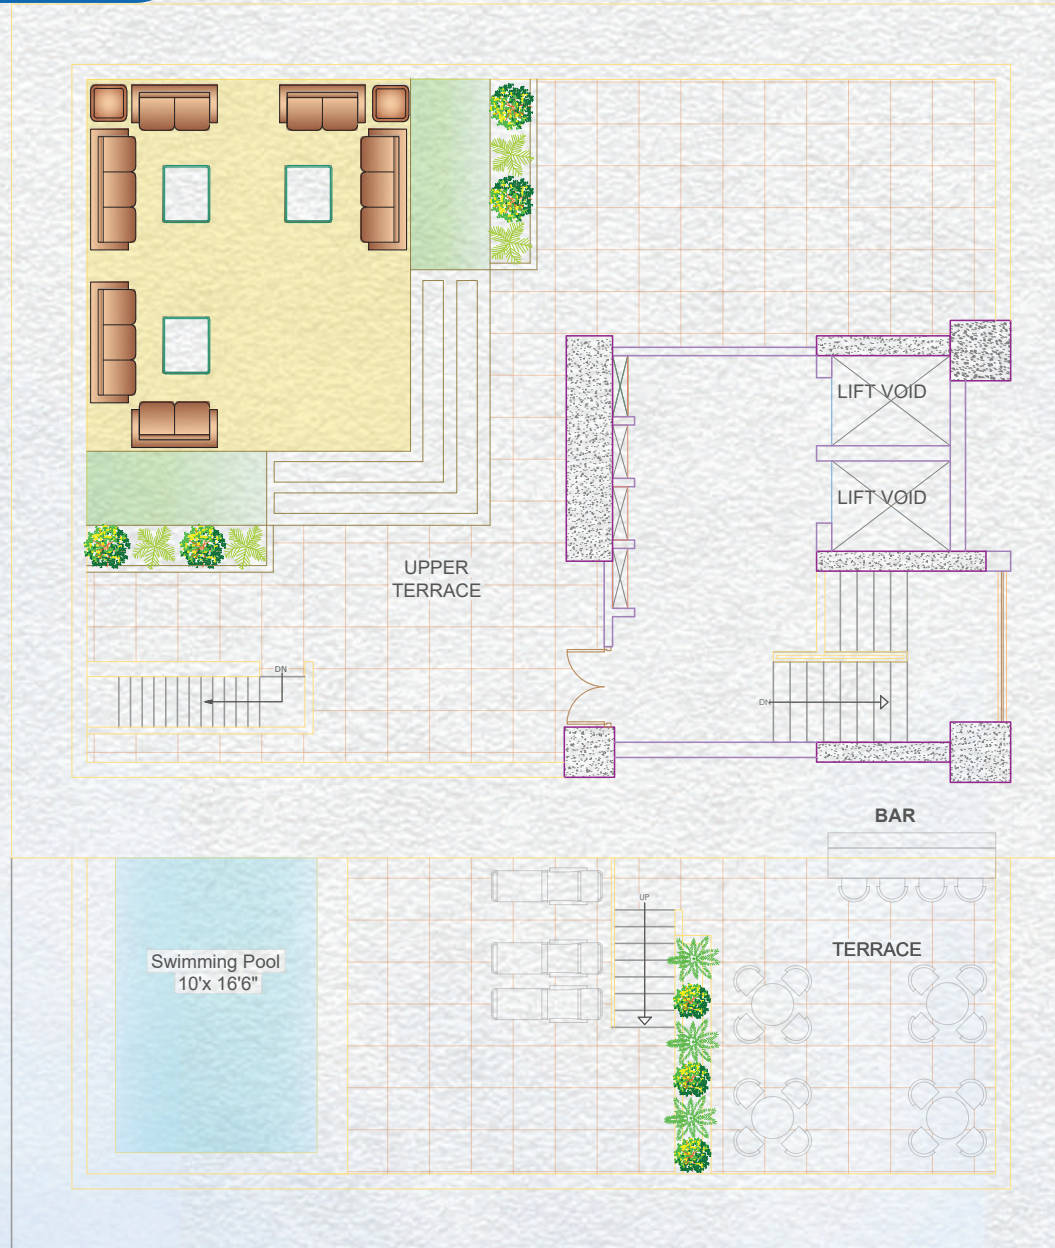 LIFT VOID
LIFT VOID
UPPER
TERRACE
DN
DN
BAR
UP
TERRACE
Swimming Pool
10'x 16'6"